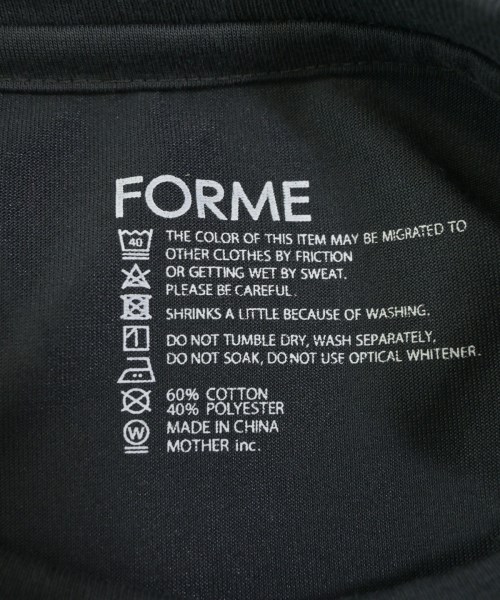 FORME
40
THE COLOR OF THIS ITEM MAY BE MIGRATED TO
OTHER CLOTHES BY FRICTION
OR GETTING WET BY SWEAT.
PLEASE BE CAREFUL.
SHRINKS A LITTLE BECAUSE OF WASHING.
DO NOT TUMBLE DRY, WASH SEPARATELY,
DO NOT SOAK, DO NOT USE OPTICAL WHITENER.
60% COTTON
40% POLYESTER
W
MADE IN CHINA
MOTHER inc.